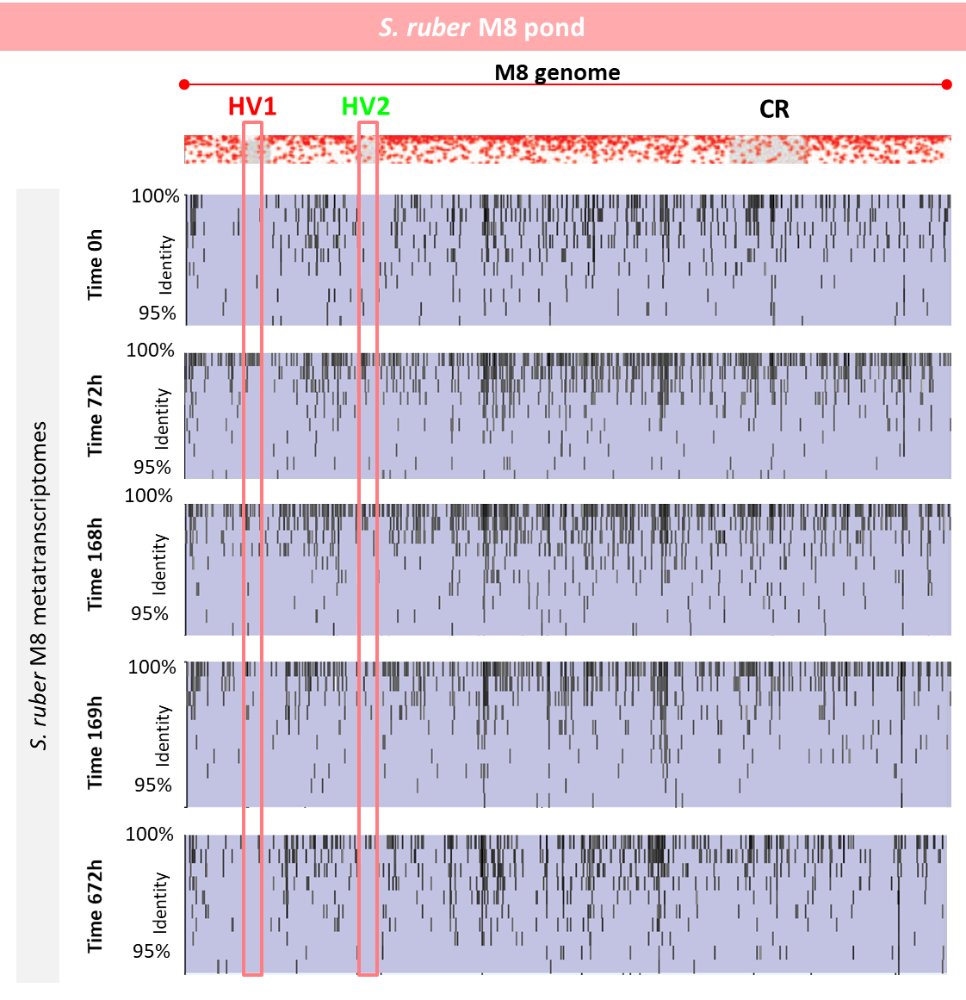 S. ruber M8 pond
M8 genome
HV1 HV2 CR
S. ruber M8 metatranscriptomes
Time 0h
100%
Identity
95%
Time 72h
100%
Identity
95%
Time 168h
100%
Identity
95%
Time 169h
100%
Identity
95%
Time 672h
100%
Identity
95%